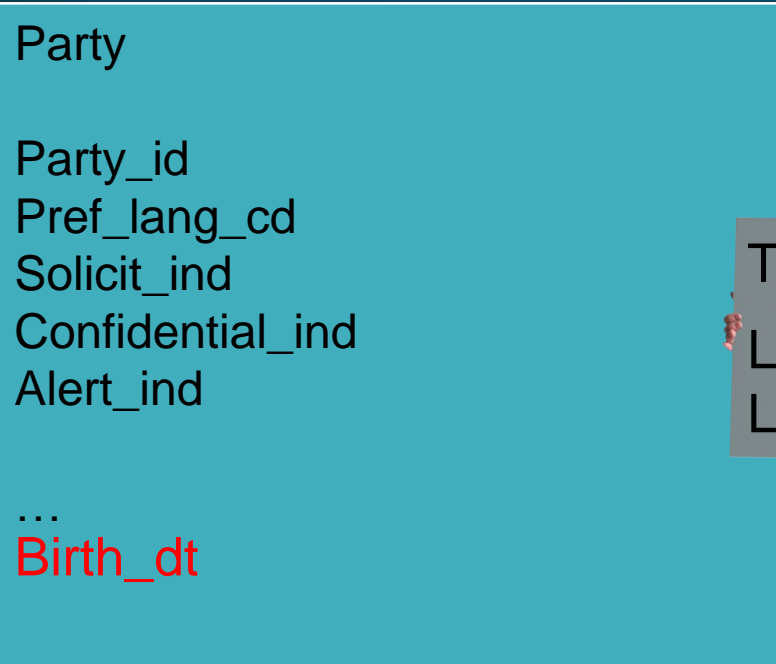 Party
Party_id
Pref_lang_cd
Solicit_ind
Confidential_ind
Alert_ind
…
Birth_dt
T
L
L